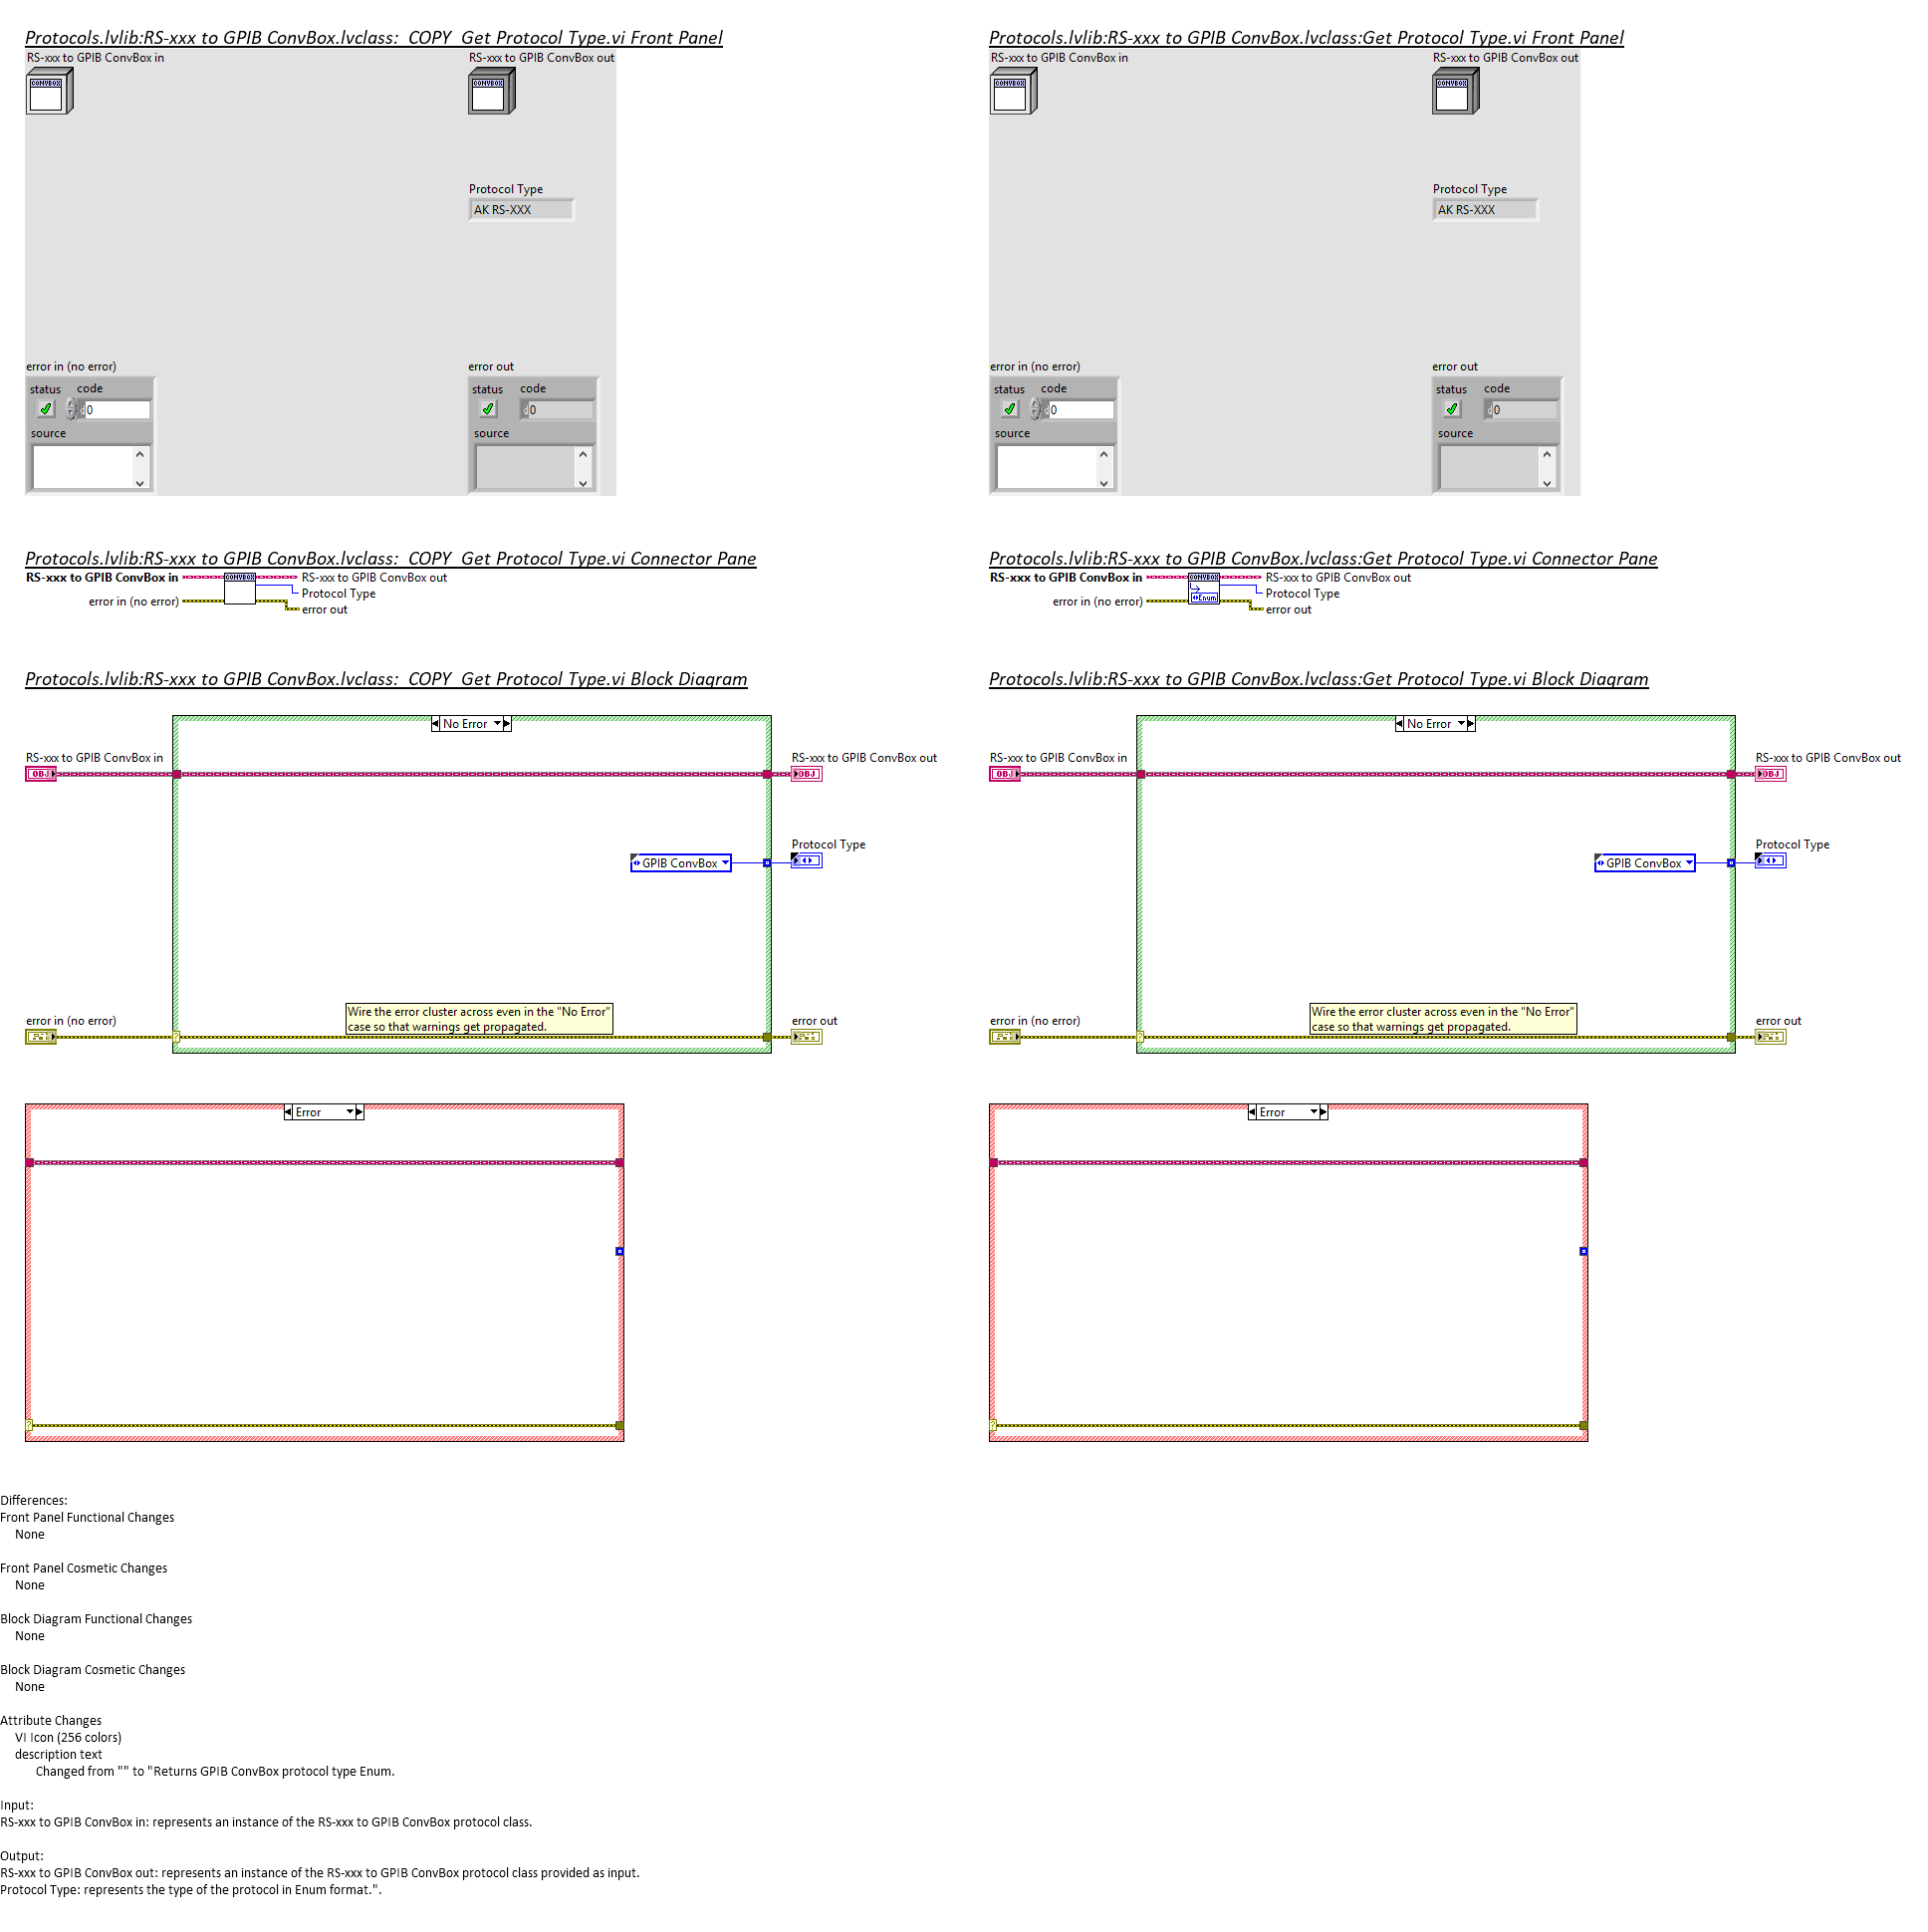 Protocols.lvlib:RS-xxx to GPIB ConvBox.lvclass:_COPY_Get Protocol Type.vi Front Panel
RS-xxx to GPIB ConvBox in
RS-xxx to GPIB ConvBox out
CONVBOX
CONVBOX
Protocol Type
AK RS-XXX
error in (no error)
error out
status code
0
source
status code
0
source
Protocols.lvlib:RS-xxx to GPIB ConvBox.lvclass:Get Protocol Type.vi Front Panel
RS-xxx to GPIB ConvBox in
RS-xxx to GPIB ConvBox out
CONVBOX
CONVBOX
Protocol Type
AK RS-XXX
error in (no error)
error out
status code
0
source
status code
0
source
Protocols.lvlib:RS-xxx to GPIB ConvBox.lvclass:_COPY_Get Protocol Type.vi Connector Pane
RS-xxx to GPIB ConvBox in
CONVBOX
RS-xxx to GPIB ConvBox out
Protocol Type
error in (no error)
error out
Protocols.lvlib:RS-xxx to GPIB ConvBox.lvclass:Get Protocol Type.vi Connector Pane
RS-xxx to GPIB ConvBox in
CONVBOX
RS-xxx to GPIB ConvBox out
Protocol Type
Enum
error in (no error)
error out
Protocols.lvlib:RS-xxx to GPIB ConvBox.lvclass:_COPY_Get Protocol Type.vi Block Diagram
No Error
RS-xxx to GPIB ConvBox in
OBJ
RS-xxx to GPIB ConvBox out
OBJ
Protocol Type
GPIB ConvBox
Wire the error cluster across even in the "No Error"
case so that warnings get propagated.
error in (no error)
?
error out
Error
?
Protocols.lvlib:RS-xxx to GPIB ConvBox.lvclass:Get Protocol Type.vi Block Diagram
No Error
RS-xxx to GPIB ConvBox in
OBJ
RS-xxx to GPIB ConvBox out
OBJ
Protocol Type
GPIB ConvBox
Wire the error cluster across even in the "No Error"
case so that warnings get propagated.
error in (no error)
?
error out
Error
?
Differences:
Front Panel Functional Changes
None
Front Panel Cosmetic Changes
None
Block Diagram Functional Changes
None
Block Diagram Cosmetic Changes
None
Attribute Changes
VI Icon (256 colors)
description text
Changed from "" to "Returns GPIB ConvBox protocol type Enum.
Input:
RS-xxx to GPIB ConvBox in: represents an instance of the RS-xxx to GPIB ConvBox protocol class.
Output:
RS-xxx to GPIB ConvBox out: represents an instance of the RS-xxx to GPIB ConvBox protocol class provided as input.
Protocol Type: represents the type of the protocol in Enum format.".